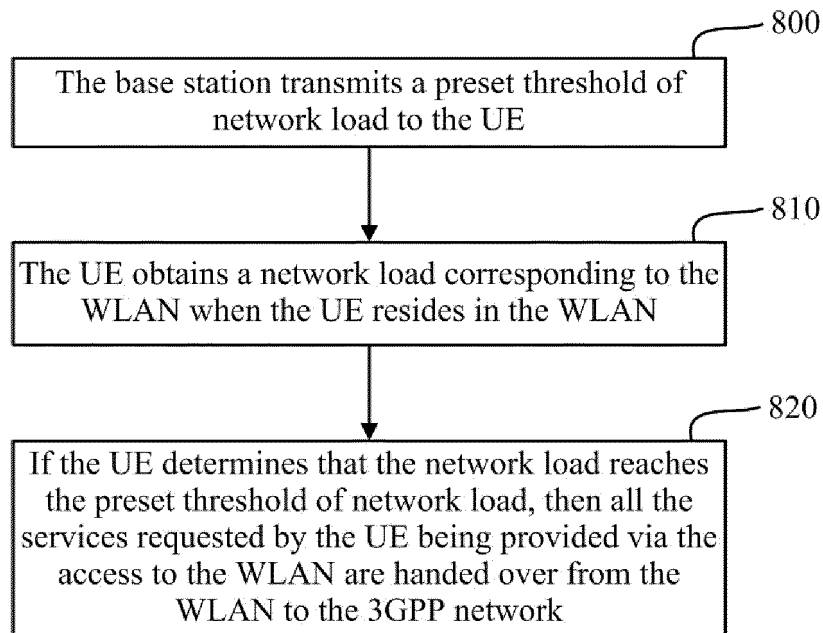 800
The base station transmits a preset threshold of
network load to the UE
810
The UE obtains a network load corresponding to the
WLAN when the UE resides in the WLAN
820
If the UE determines that the network load reaches
the preset threshold of network load, then all the
services requested by the UE being provided via the
access to the WLAN are handed over from the
WLAN to the 3GPP network